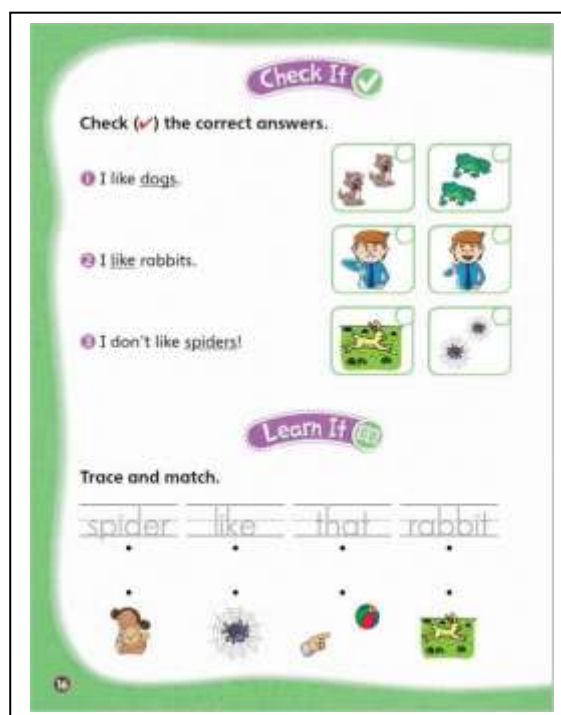 Check It
Check (✔) the correct answers.
1 I like dogs.
2 I like rabbits.
3 I don't like spiders!
Learn It
Trace and match.
spider like that rabbit
16